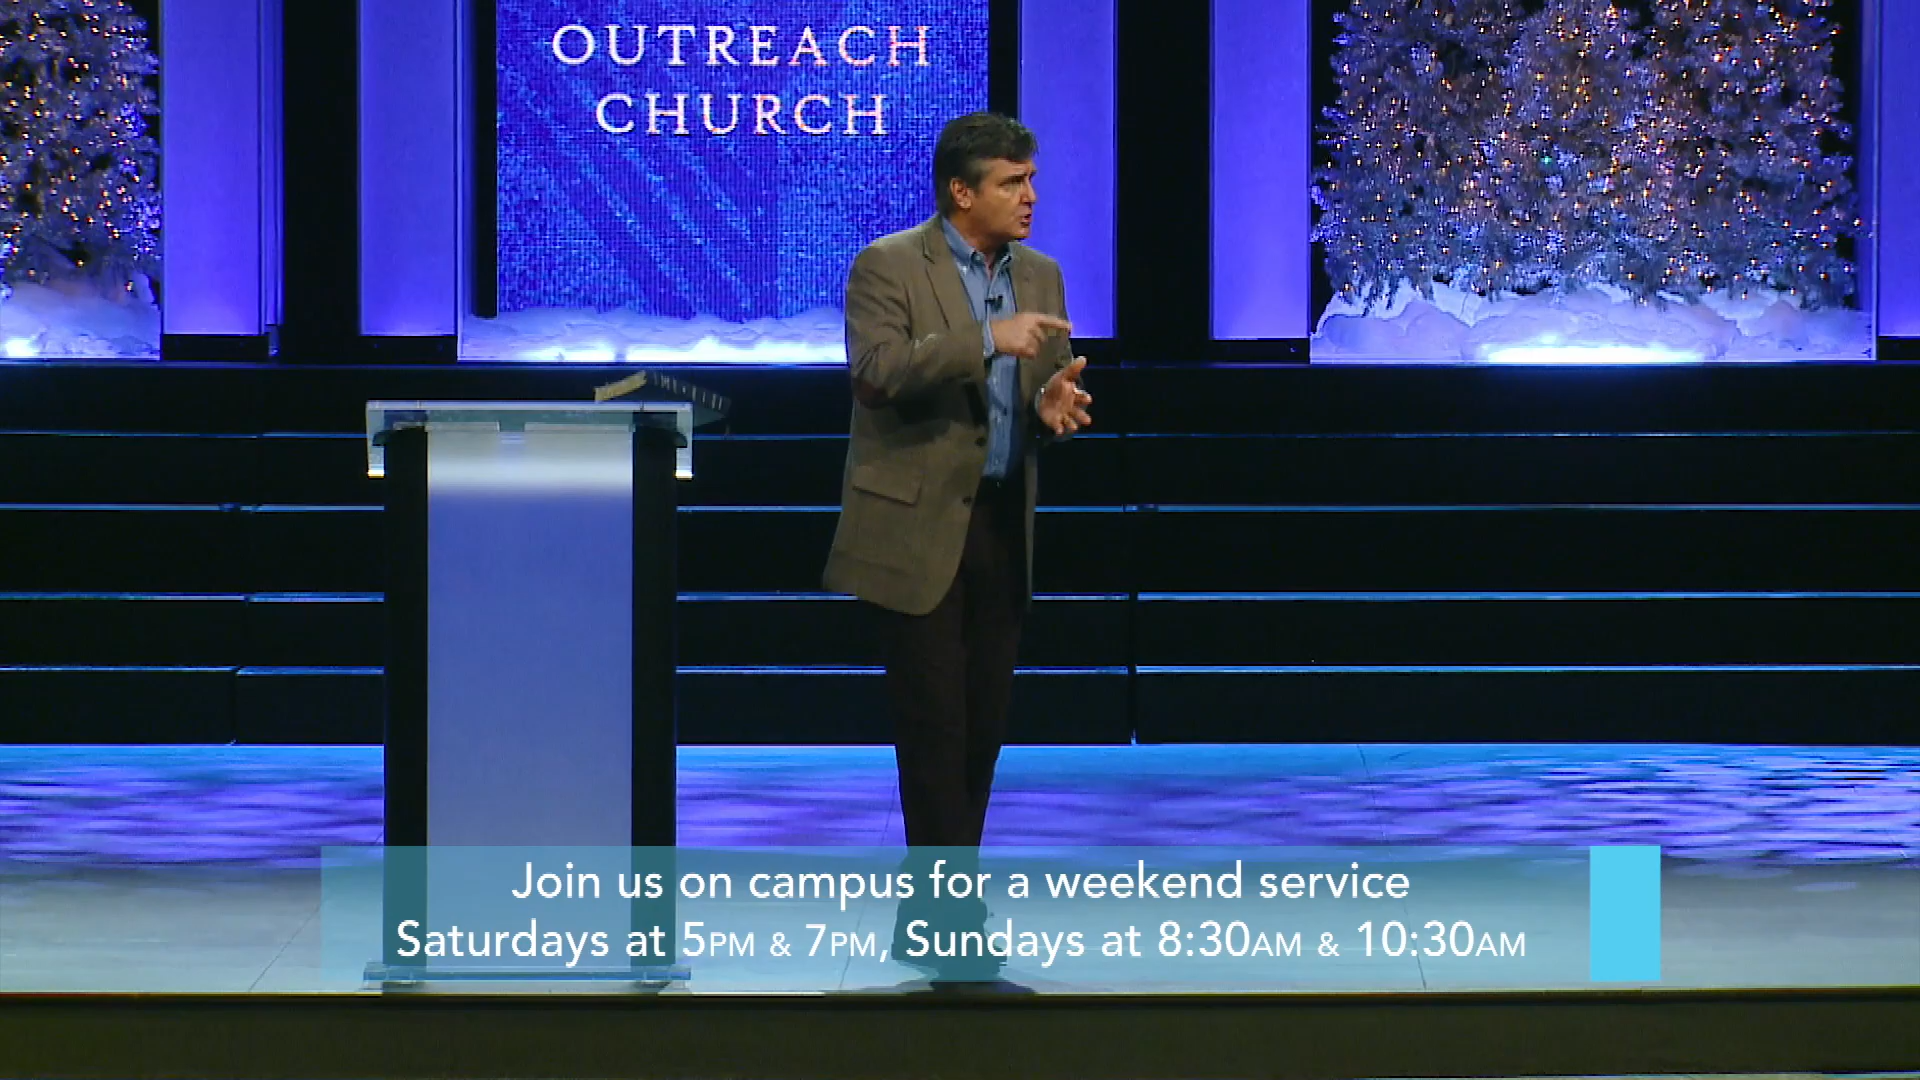 OUTREACH
CHURCH
Join us on campus for a weekend service
Saturdays at 5PM & 7PM, Sundays at 8:30AM & 10:30AM